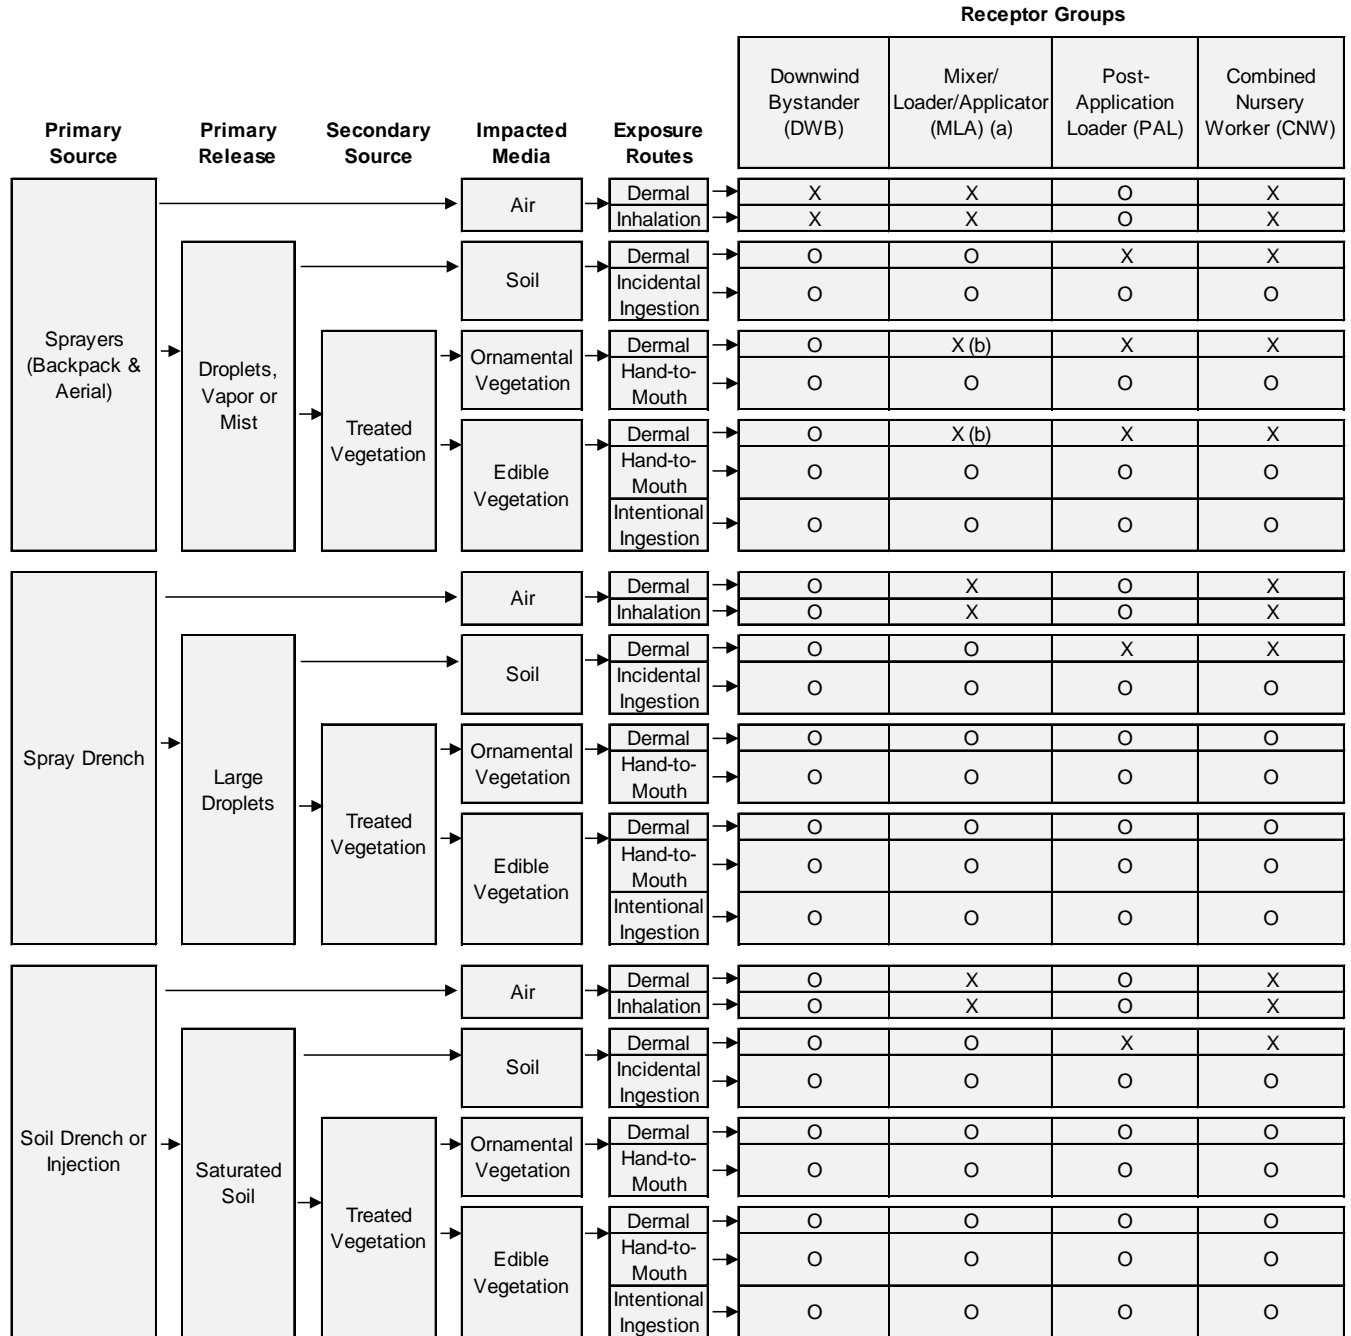 Receptor Groups
Primary
Source
Primary
Release
Secondary
Source
Impacted
Media
Exposure
Routes
Downwind
Bystander
(DWB)
Mixer/
Loader/Applicator
(MLA) (a)
Post-
Application
Loader (PAL)
Combined
Nursery
Worker (CNW)
Sprayers
(Backpack &
Aerial)
Droplets,
Vapor or
Mist
Treated
Vegetation
Air
Dermal X X O X
Inhalation X X O X
Soil
Dermal O O X X
Incidental
Ingestion
O O O O
Ornamental
Vegetation
Dermal O X (b) X X
Hand-to-
Mouth
O O O O
Edible
Vegetation
Dermal O X (b) X X
Hand-to-
Mouth
O O O O
Intentional
Ingestion
O O O O
Spray Drench
Large
Droplets
Treated
Vegetation
Air
Dermal O X O X
Inhalation O X O X
Soil
Dermal O O X X
Incidental
Ingestion
O O O O
Ornamental
Vegetation
Dermal O O O O
Hand-to-
Mouth
O O O O
Edible
Vegetation
Dermal O O O O
Hand-to-
Mouth
O O O O
Intentional
Ingestion
O O O O
Soil Drench or
Injection
Saturated
Soil
Treated
Vegetation
Air
Dermal O X O X
Inhalation O X O X
Soil
Dermal O O X X
Incidental
Ingestion
O O O O
Ornamental
Vegetation
Dermal O O O O
Hand-to-
Mouth
O O O O
Edible
Vegetation
Dermal O O O O
Hand-to-
Mouth
O O O O
Intentional
Ingestion
O O O O